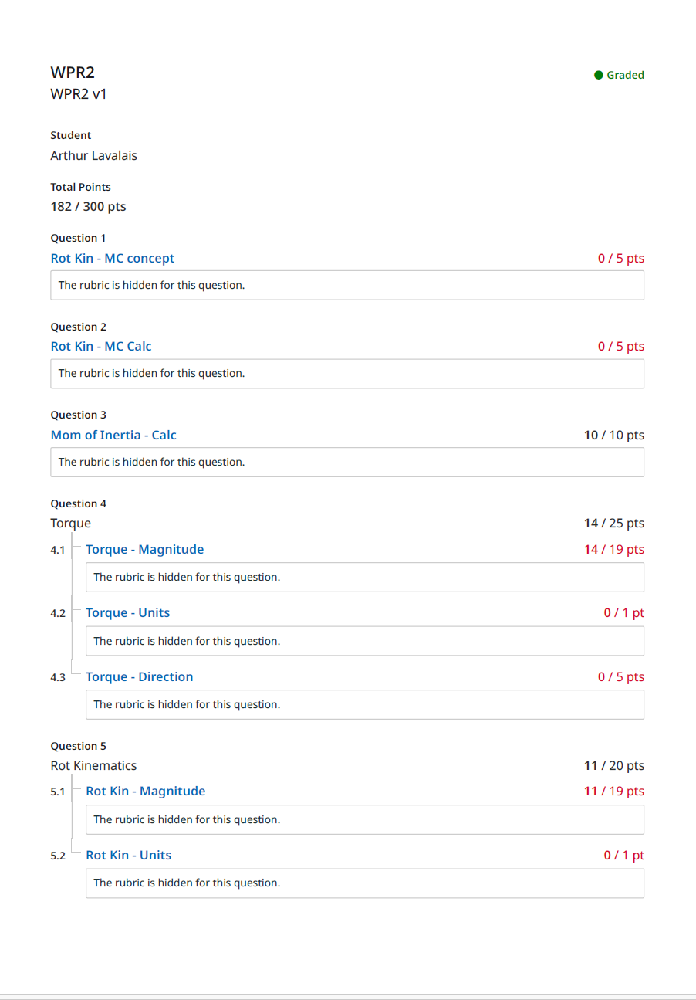 WPR2
Graded
WPR2 v1
Student
Arthur Lavalais
Total Points
182 / 300 pts
Question 1
Rot Kin - MC concept 0 / 5 pts
The rubric is hidden for this question.
Question 2
Rot Kin - MC Calc 0 / 5 pts
The rubric is hidden for this question.
Question 3
Mom of Inertia - Calc 10 / 10 pts
The rubric is hidden for this question.
Question 4
Torque 14 / 25 pts
4.1 Torque - Magnitude 14 / 19 pts
The rubric is hidden for this question.
4.2 Torque - Units 0 / 1 pt
The rubric is hidden for this question.
4.3 Torque - Direction 0 / 5 pts
The rubric is hidden for this question.
Question 5
Rot Kinematics 11 / 20 pts
5.1 Rot Kin - Magnitude 11 / 19 pts
The rubric is hidden for this question.
5.2 Rot Kin - Units 0 / 1 pt
The rubric is hidden for this question.